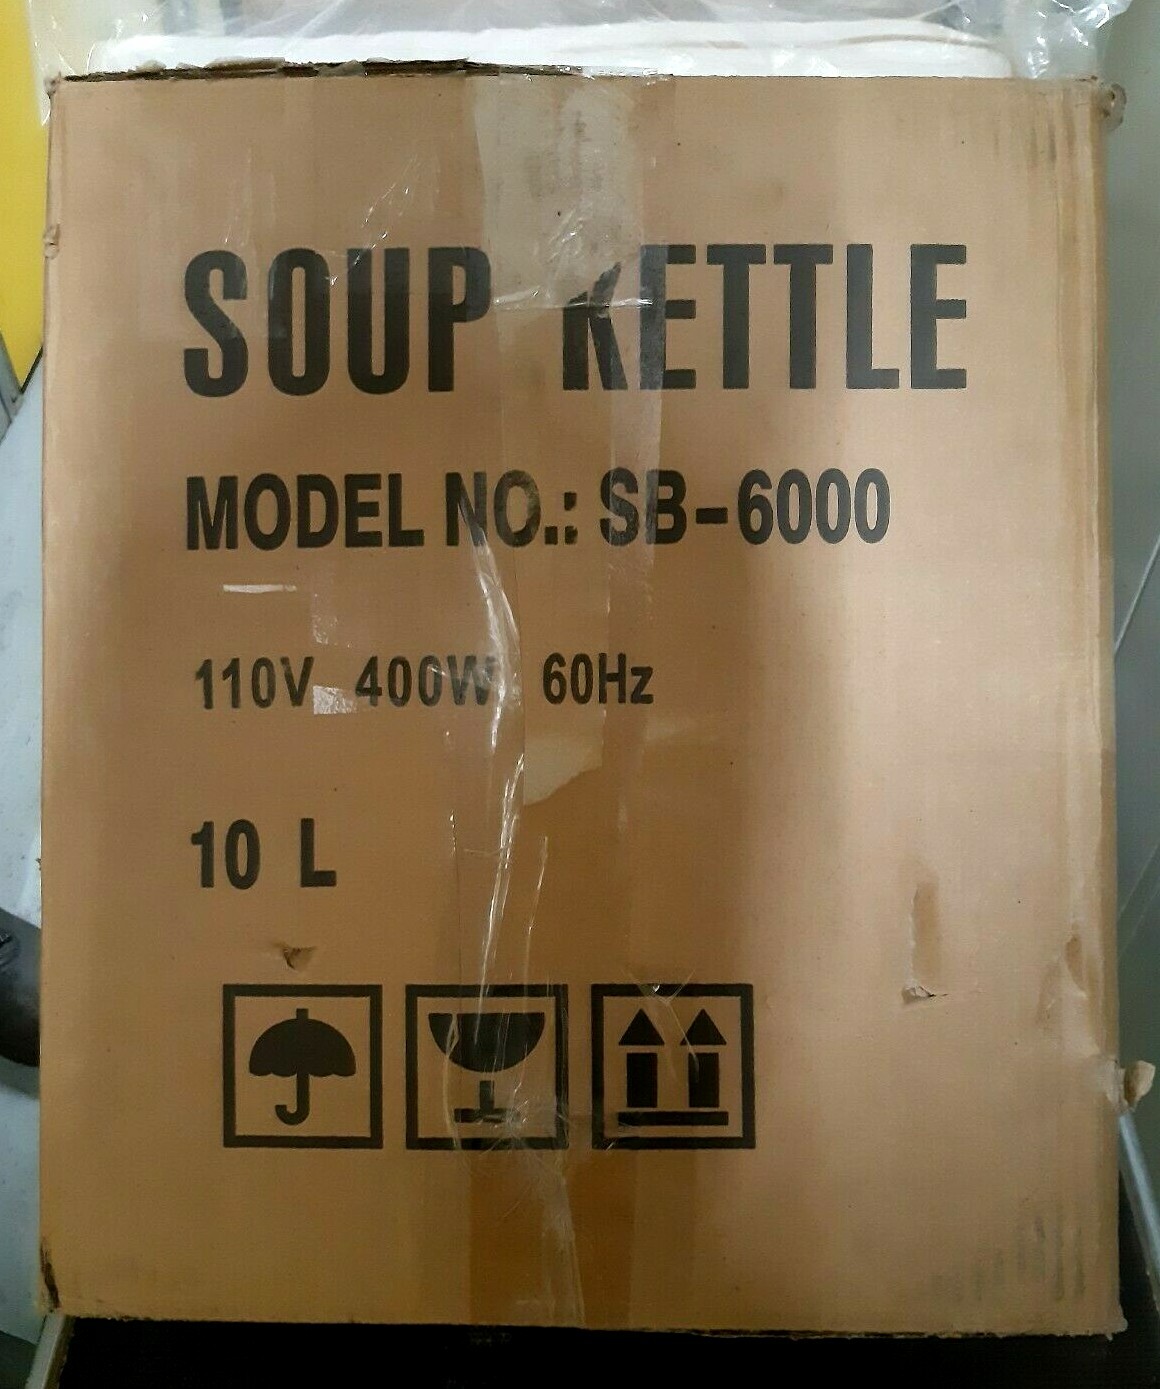 SOUP KETTLE
MODEL NO.: SB-6000
110V 400W 60Hz
10 L